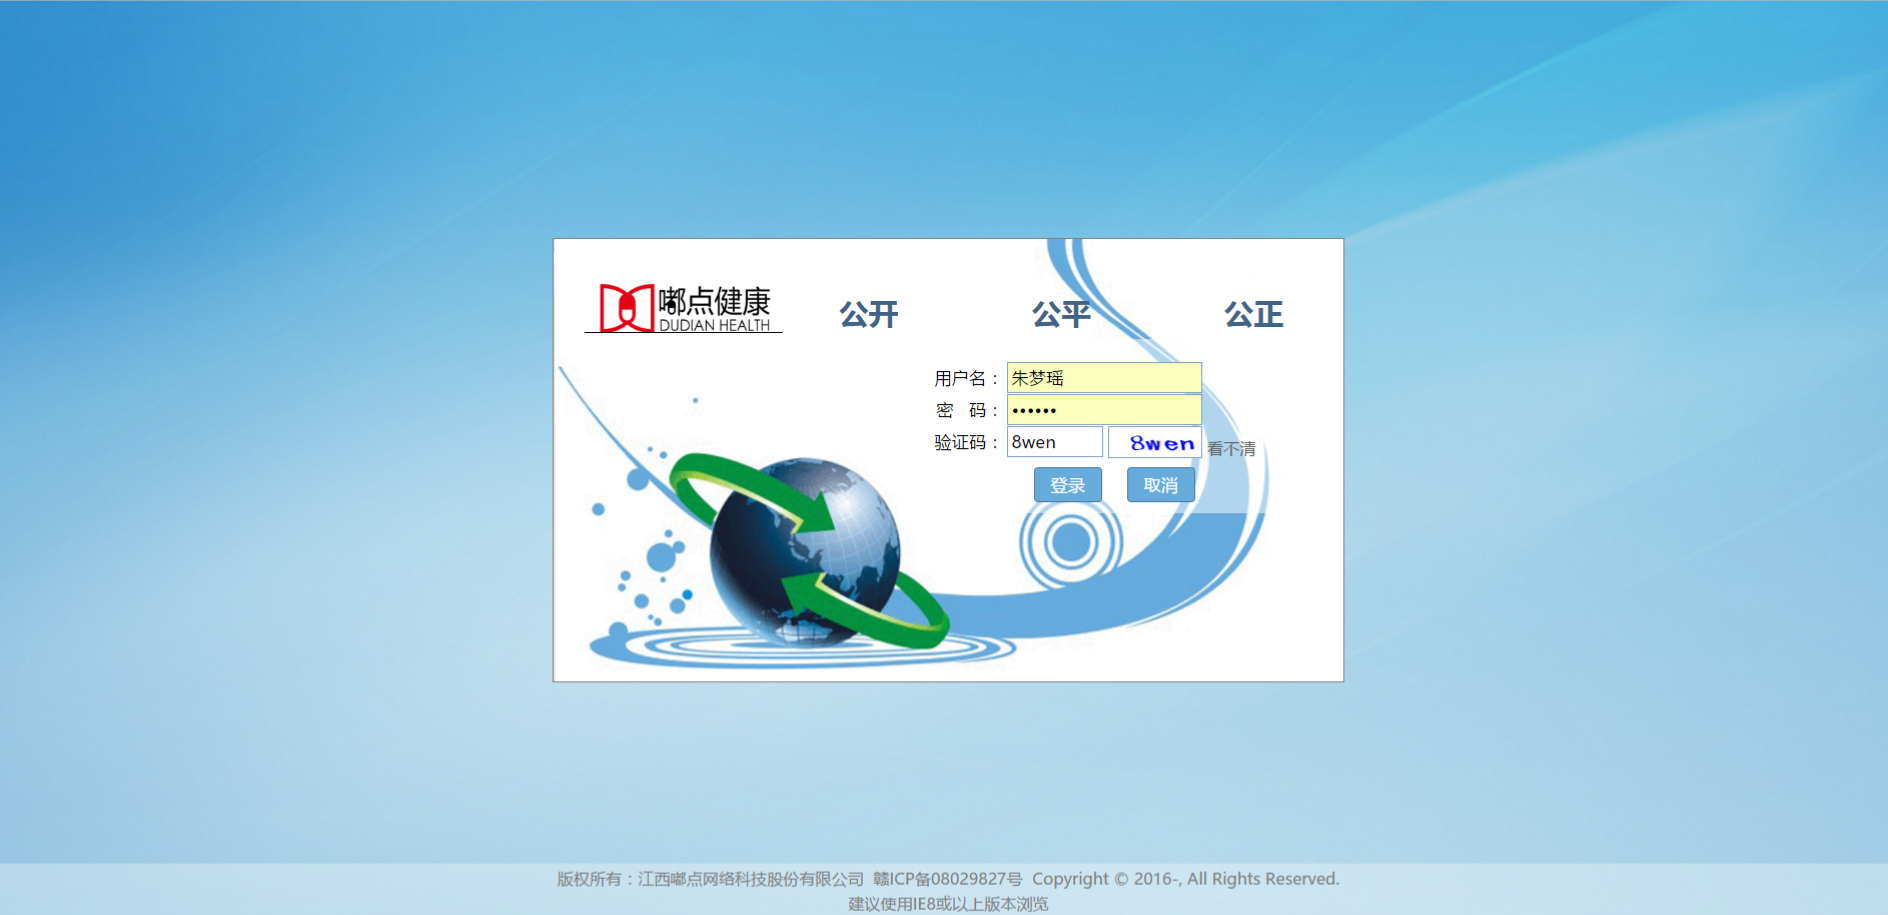 嘟点健康
DUDIAN HEALTH
公开 公平 公正
用户名： 朱梦瑶
密 码： ••••••
验证码： 8wen 8wen 看不清
登录 取消
版权所有：江西嘟点网络科技股份有限公司 赣ICP备08029827号 Copyright © 2016-, All Rights Reserved.
建议使用IE8或以上版本浏览